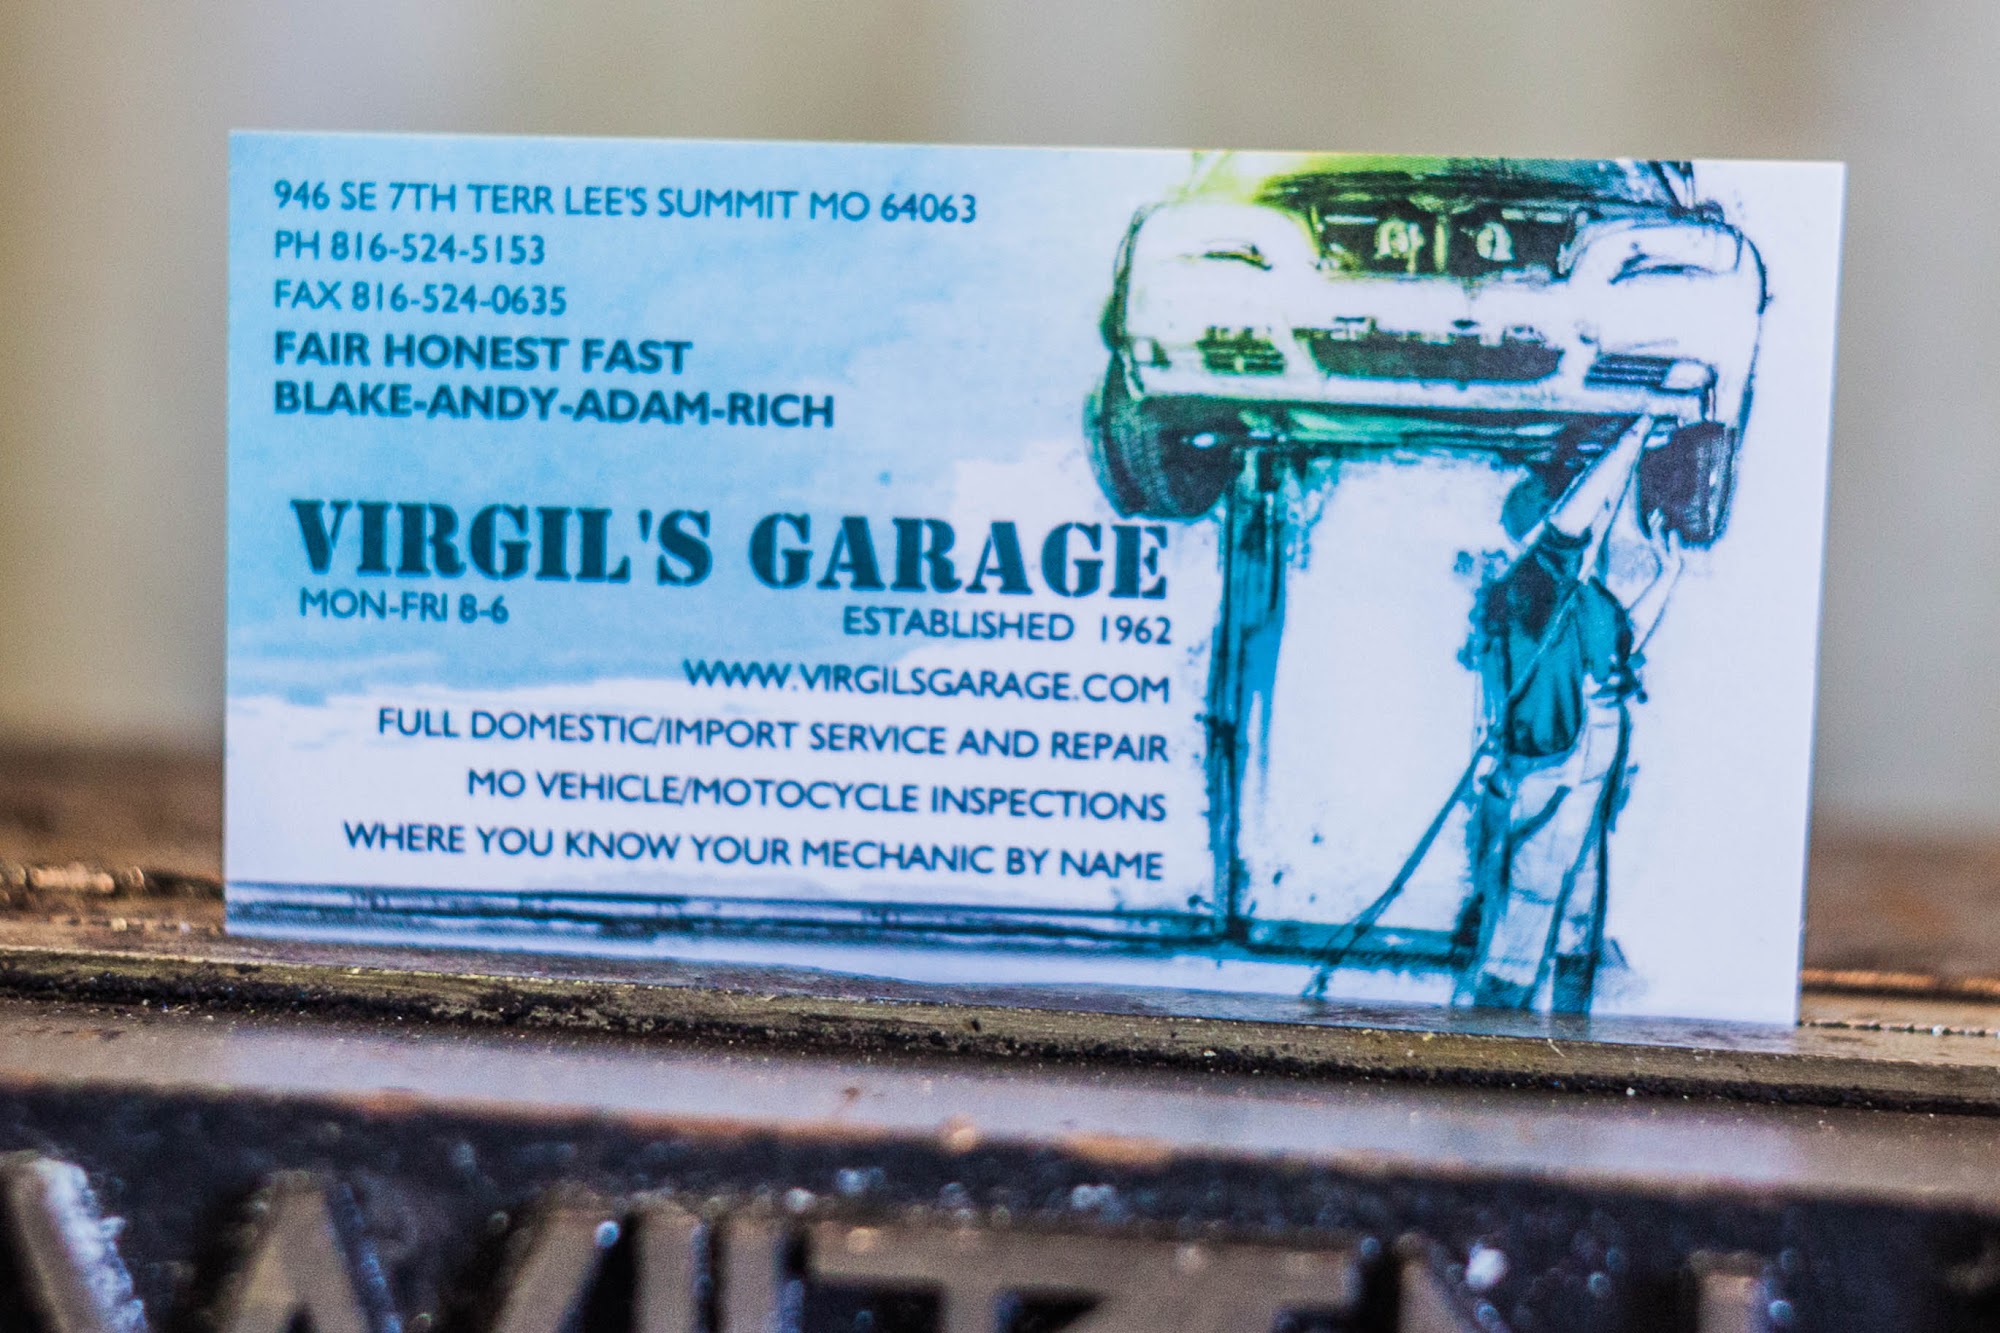 946 SE 7TH TERR LEE'S SUMMIT MO 64063
PH 816-524-5153
FAX 816-524-0635
FAIR HONEST FAST
BLAKE-ANDY-ADAM-RICH
VIRGIL'S GARAGE
MON-FRI 8-6
ESTABLISHED 1962
WWW.VIRGILSGARAGE.COM
FULL DOMESTIC/IMPORT SERVICE AND REPAIR
MO VEHICLE/MOTOCYCLE INSPECTIONS
WHERE YOU KNOW YOUR MECHANIC BY NAME